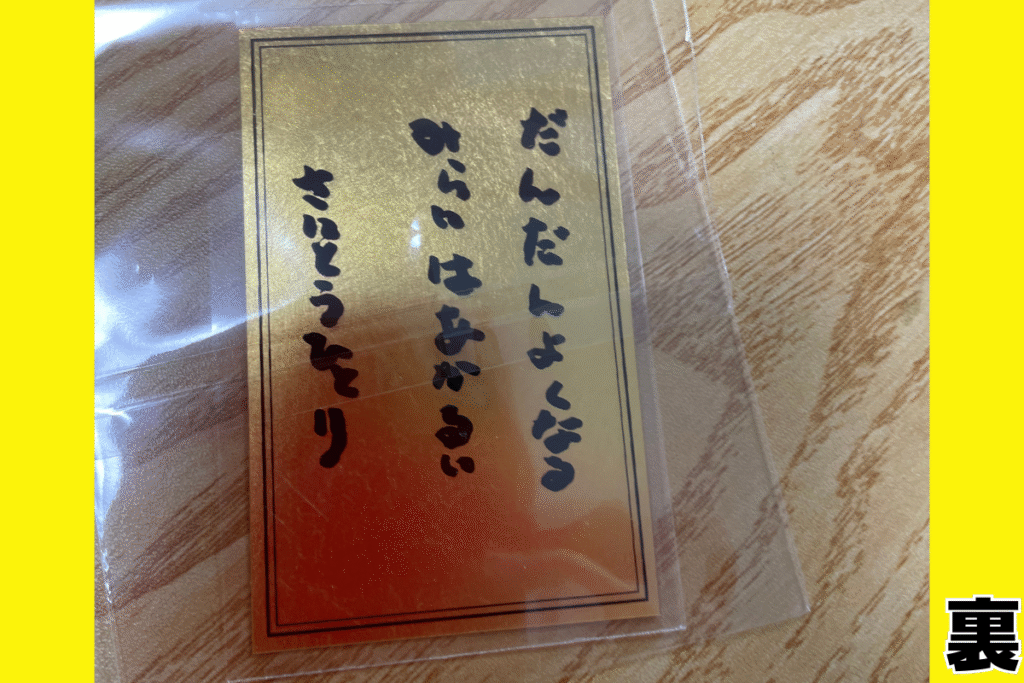 だんだんよくなる
みらいはあかるい
さいとうひとり
裏